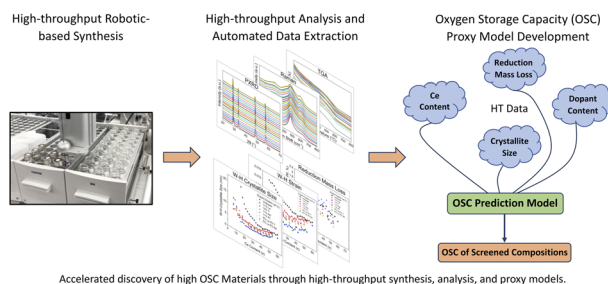 High-throughput Robotic-
based Synthesis
High-throughput Analysis and
Automated Data Extraction
Oxygen Storage Capacity (OSC)
Proxy Model Development
PXRD
Raman
TGA
W-H Crystallite Size
W-H Strain
Reduction Mass Loss
Ce
Content
Reduction
Mass Loss
HT Data
Dopant
Content
Crystallite
Size
OSC Prediction Model
OSC of Screened Compositions
Accelerated discovery of high OSC Materials through high-throughput synthesis, analysis, and proxy models.